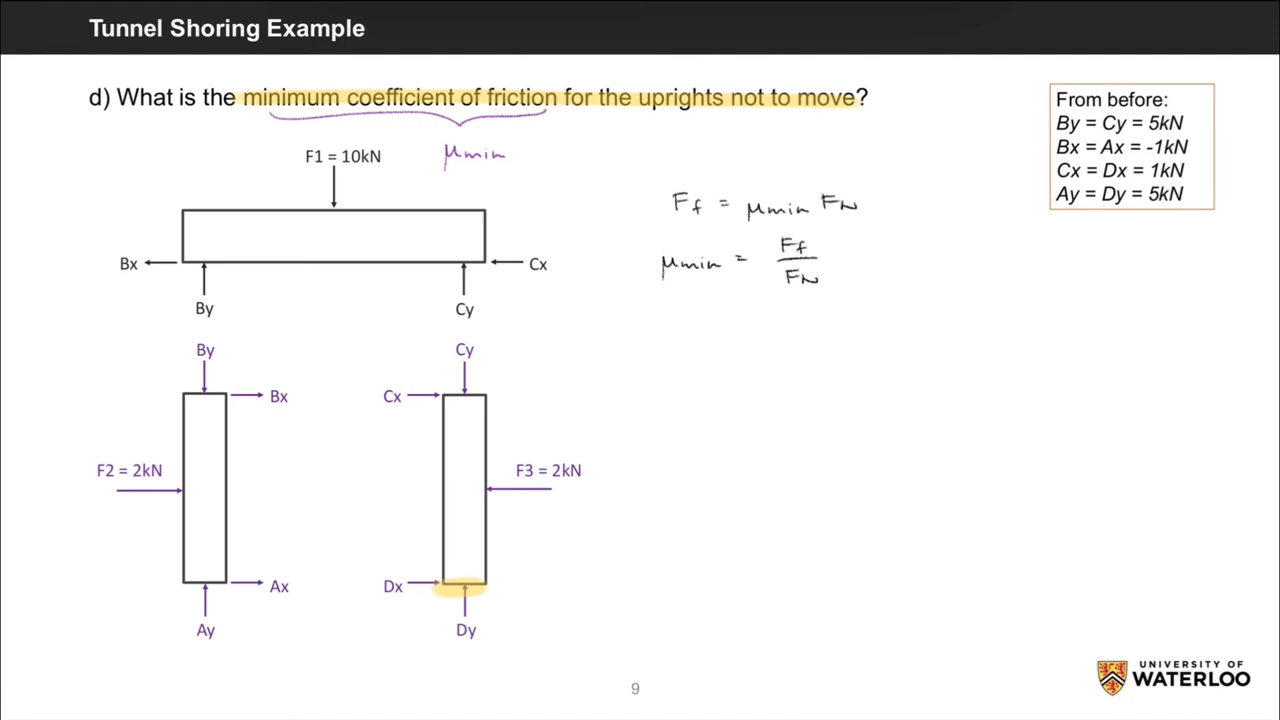 Tunnel Shoring Example
d) What is the minimum coefficient of friction for the uprights not to move?
From before:
By = Cy = 5kN
Bx = Ax = -1kN
Cx = Dx = 1kN
Ay = Dy = 5kN
μmin
F1 = 10kN
Ff = μmin FN
μmin = Ff / FN
Bx
Cx
By
Cy
By
Cy
Bx
Cx
F2 = 2kN
F3 = 2kN
Ax
Dx
Ay
Dy
9
UNIVERSITY OF
WATERLOO